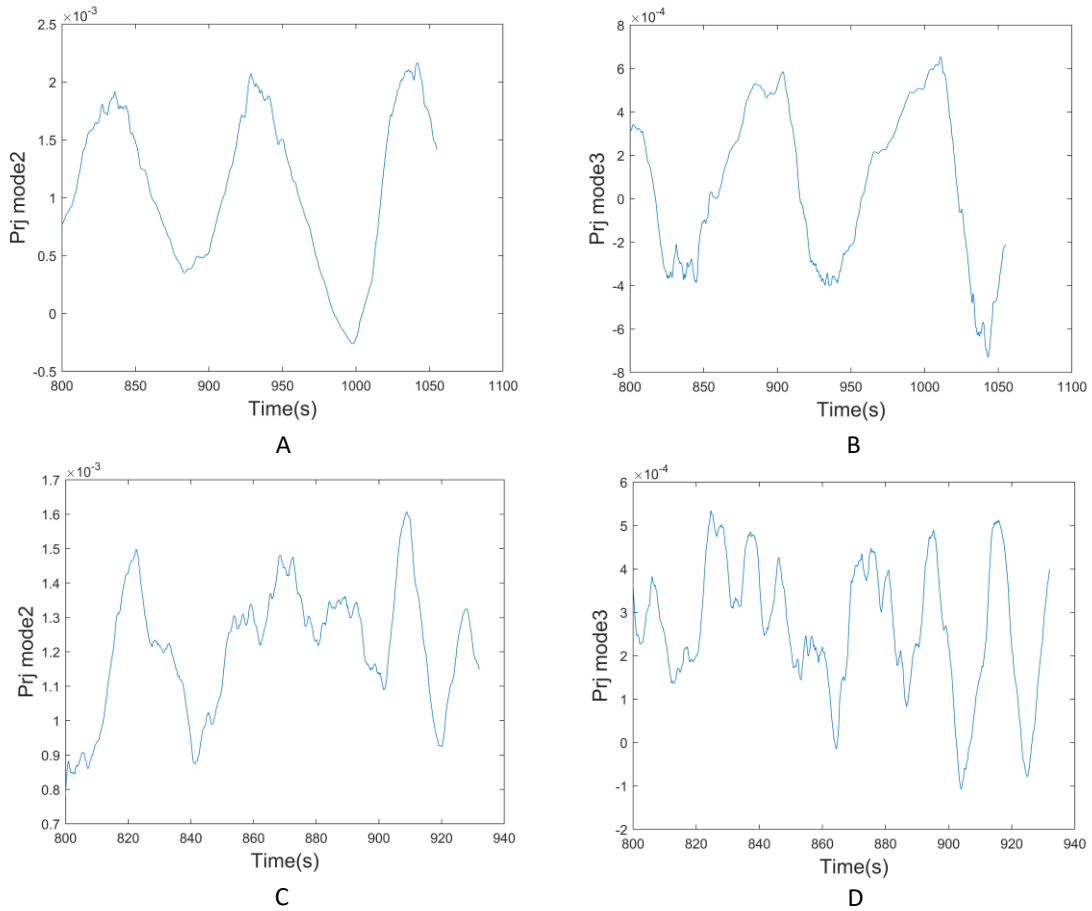 ×10⁻³
2.5
2
1.5
1
0.5
0
-0.5
Prj mode2
800 850 900 950 1000 1050 1100
Time(s)
A
×10⁻⁴
8
6
4
2
0
-2
-4
-6
-8
Prj mode3
800 850 900 950 1000 1050 1100
Time(s)
B
×10⁻³
1.7
1.6
1.5
1.4
1.3
1.2
1.1
1
0.9
0.8
0.7
Prj mode2
800 820 840 860 880 900 920 940
Time(s)
C
×10⁻⁴
6
5
4
3
2
1
0
-1
-2
Prj mode3
800 820 840 860 880 900 920 940
Time(s)
D